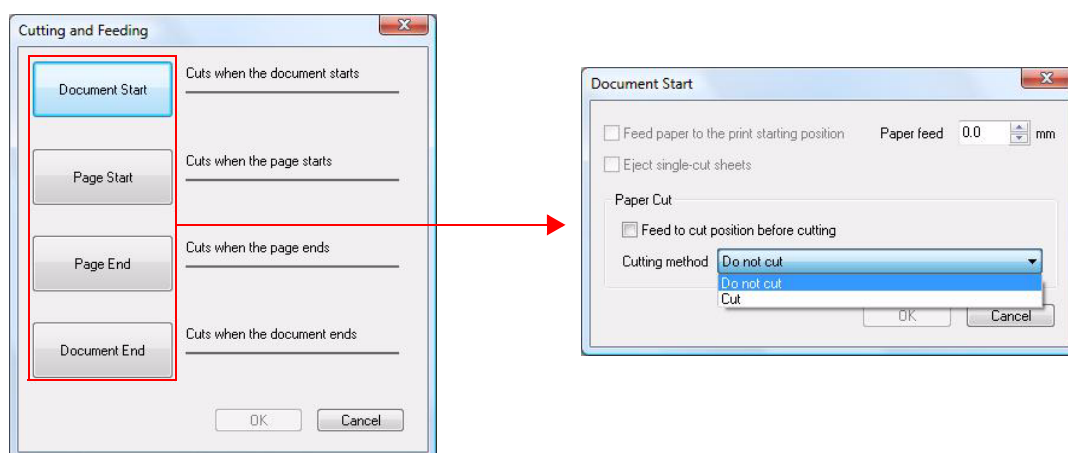 Cutting and Feeding
Document Start
Cuts when the document starts
Page Start
Cuts when the page starts
Page End
Cuts when the page ends
Document End
Cuts when the document ends
OK
Cancel
Document Start
Feed paper to the print starting position
Paper feed
0.0
mm
Eject single-cut sheets
Paper Cut
Feed to cut position before cutting
Cutting method
Do not cut
Do not cut
Cut
OK
Cancel